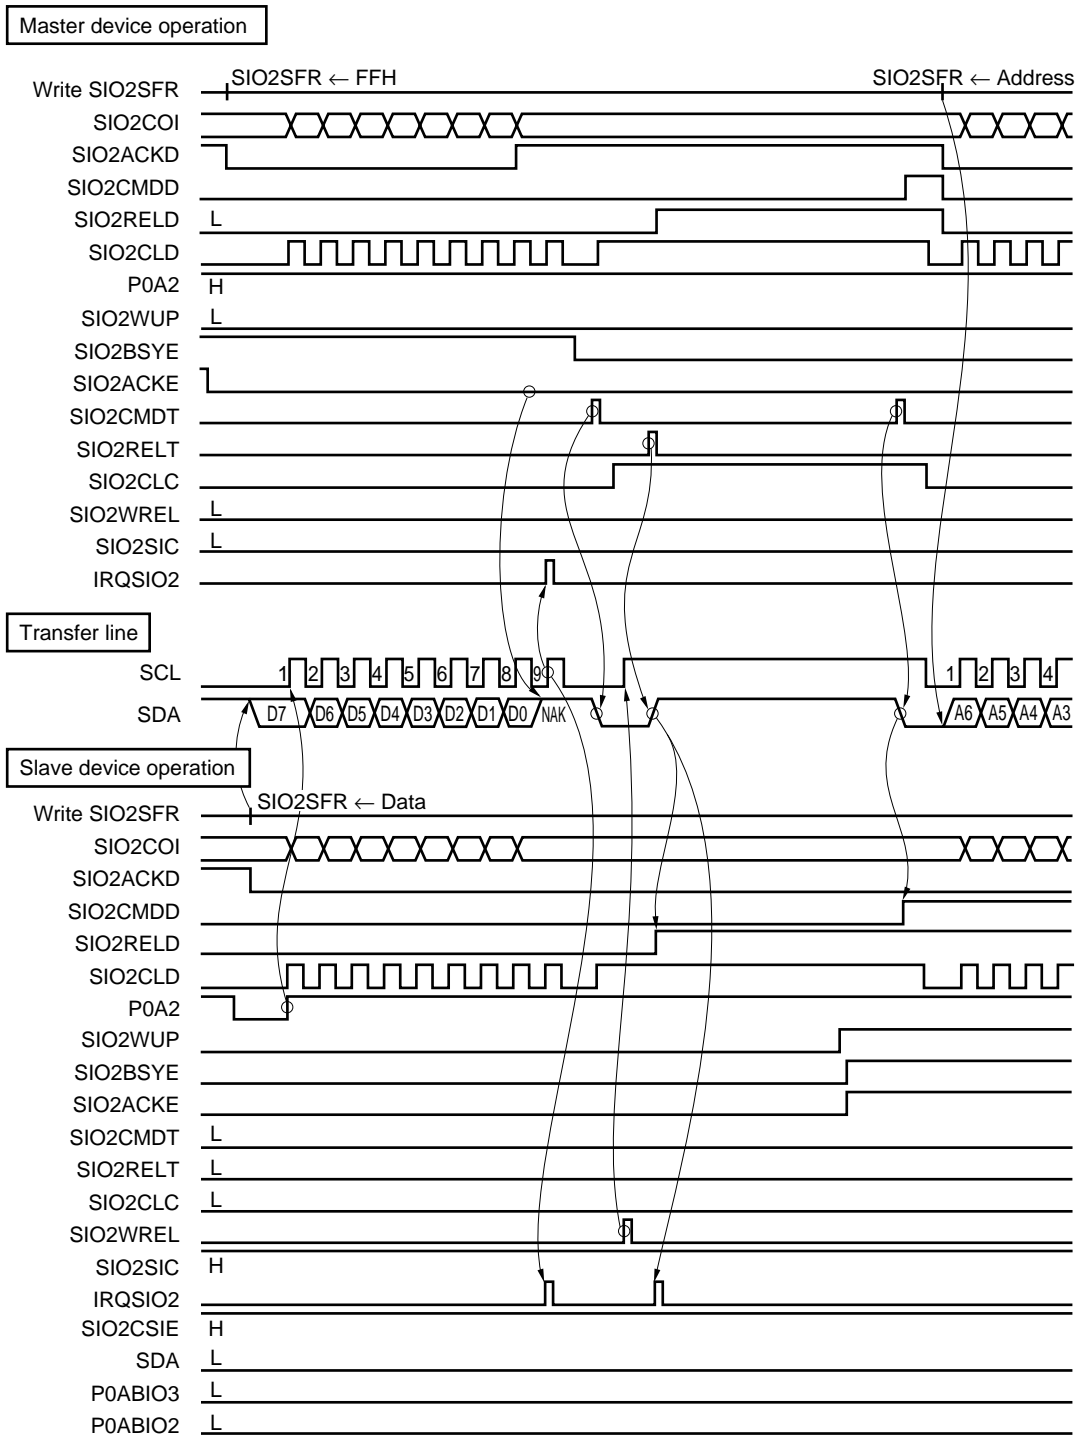 Master device operation
SIO2SFR ← FFH SIO2SFR ← Address
Write SIO2SFR
SIO2COI
SIO2ACKD
SIO2CMDD
SIO2RELD L
SIO2CLD
P0A2 H
SIO2WUP L
SIO2BSYE
SIO2ACKE
SIO2CMDT
SIO2RELT
SIO2CLC
SIO2WREL L
SIO2SIC L
IRQSIO2
Transfer line
SCL 1 2 3 4 5 6 7 8 9 1 2 3 4
SDA D7 D6 D5 D4 D3 D2 D1 D0 NAK A6 A5 A4 A3
Slave device operation
SIO2SFR ← Data
Write SIO2SFR
SIO2COI
SIO2ACKD
SIO2CMDD
SIO2RELD
SIO2CLD
P0A2
SIO2WUP
SIO2BSYE
SIO2ACKE
SIO2CMDT L
SIO2RELT L
SIO2CLC L
SIO2WREL
SIO2SIC H
IRQSIO2
SIO2CSIE H
SDA L
P0ABIO3 L
P0ABIO2 L